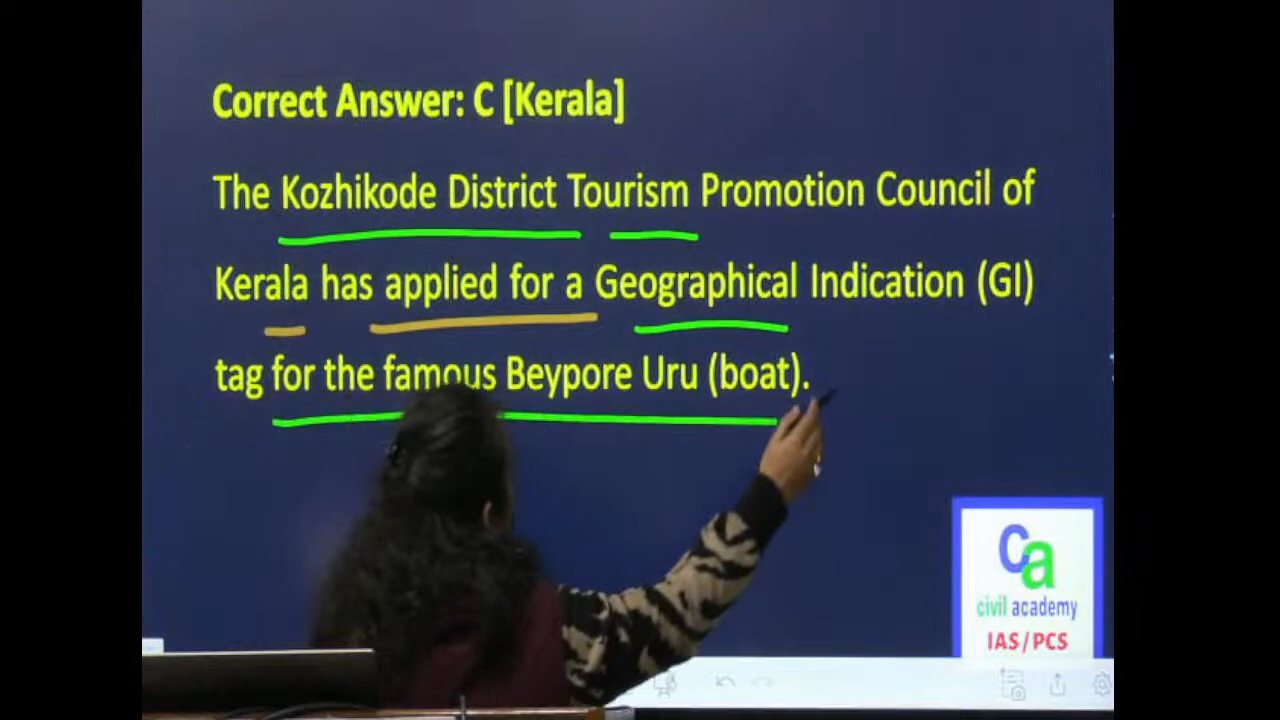 Correct Answer: C [Kerala]
The Kozhikode District Tourism Promotion Council of
Kerala has applied for a Geographical Indication (GI)
tag for the famous Beypore Uru (boat).
ca
civil academy
IAS/PCS